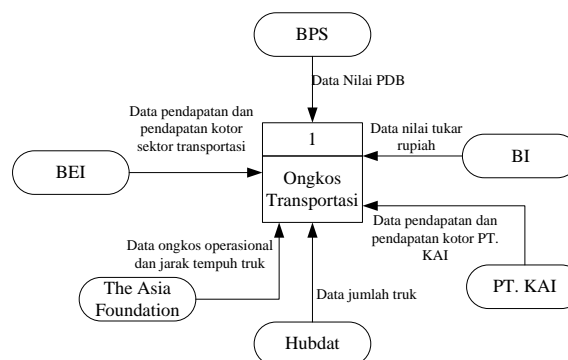 BPS
Data Nilai PDB
Data pendapatan dan
pendapatan kotor
sektor transportasi
1
Data nilai tukar
rupiah
BEI
Ongkos
Transportasi
BI
Data pendapatan dan
pendapatan kotor PT.
KAI
Data ongkos operasional
dan jarak tempuh truk
The Asia
Foundation
Data jumlah truk
PT. KAI
Hubdat